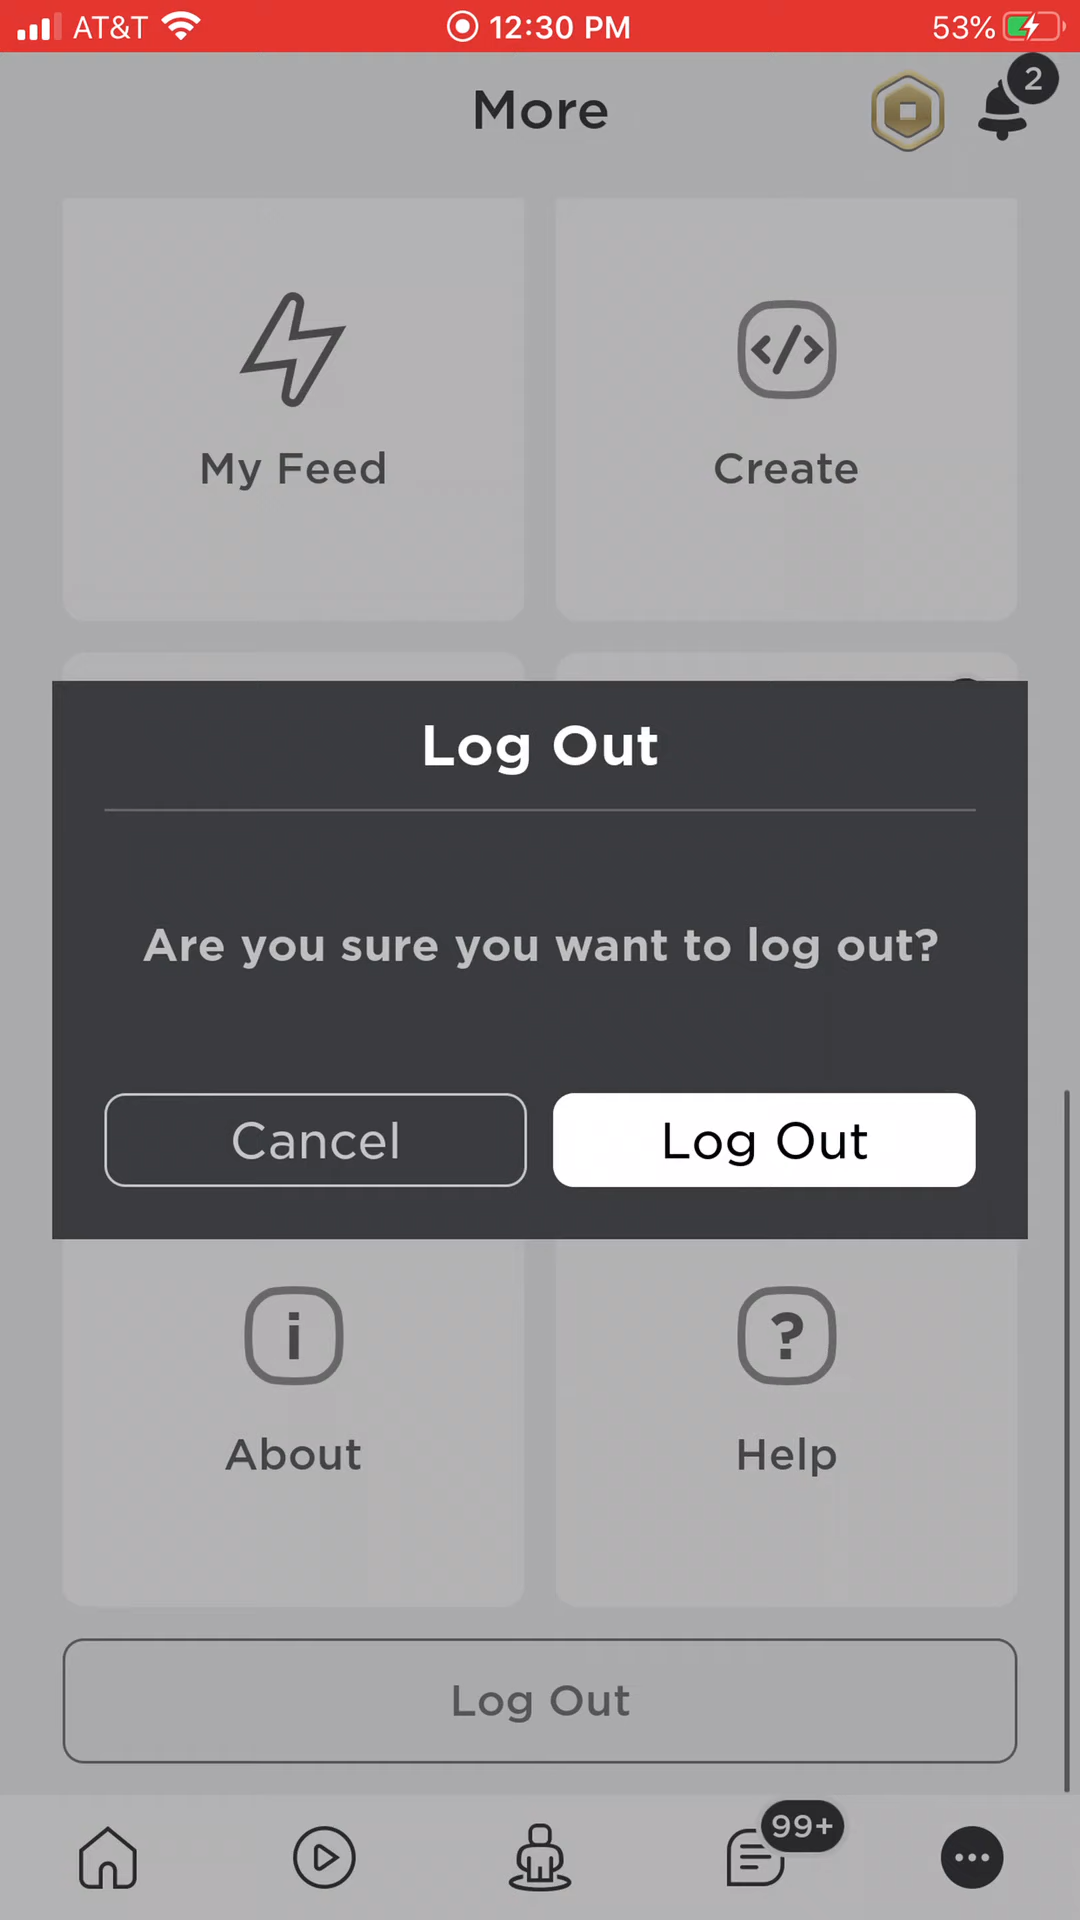 AT&T 12:30 PM 53%
More
2
My Feed Create
Log Out
Are you sure you want to log out?
Cancel Log Out
About Help
Log Out
99+